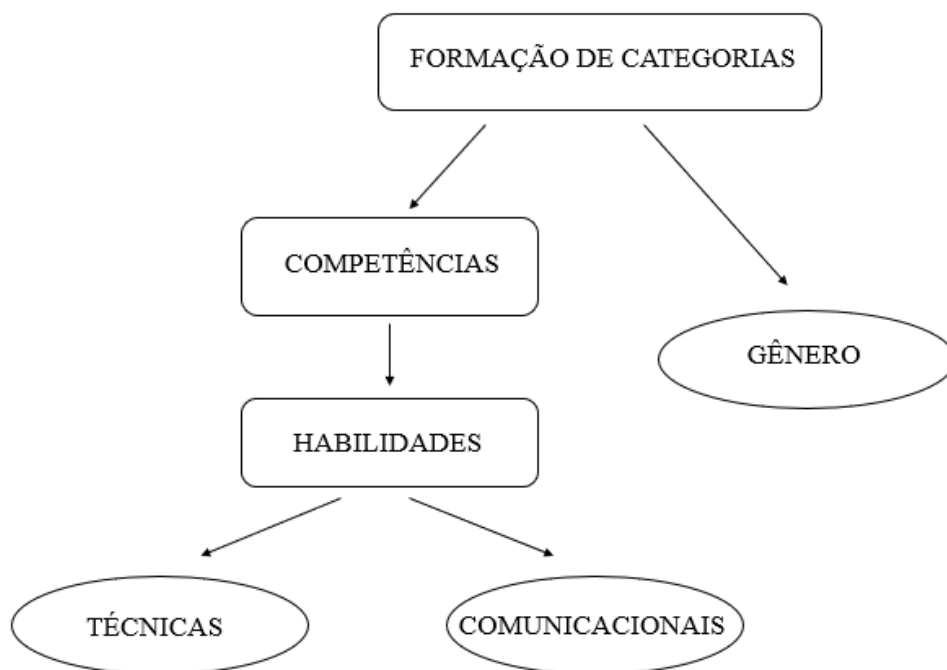 FORMAÇÃO DE CATEGORIAS
COMPETÊNCIAS
GÊNERO
HABILIDADES
TÉCNICAS
COMUNICACIONAIS